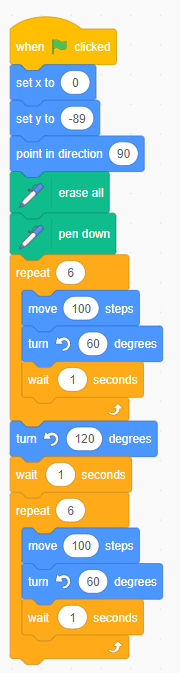 when clicked
set x to 0
set y to -89
point in direction 90
erase all
pen down
repeat 6
move 100 steps
turn 60 degrees
wait 1 seconds
turn 120 degrees
wait 1 seconds
repeat 6
move 100 steps
turn 60 degrees
wait 1 seconds